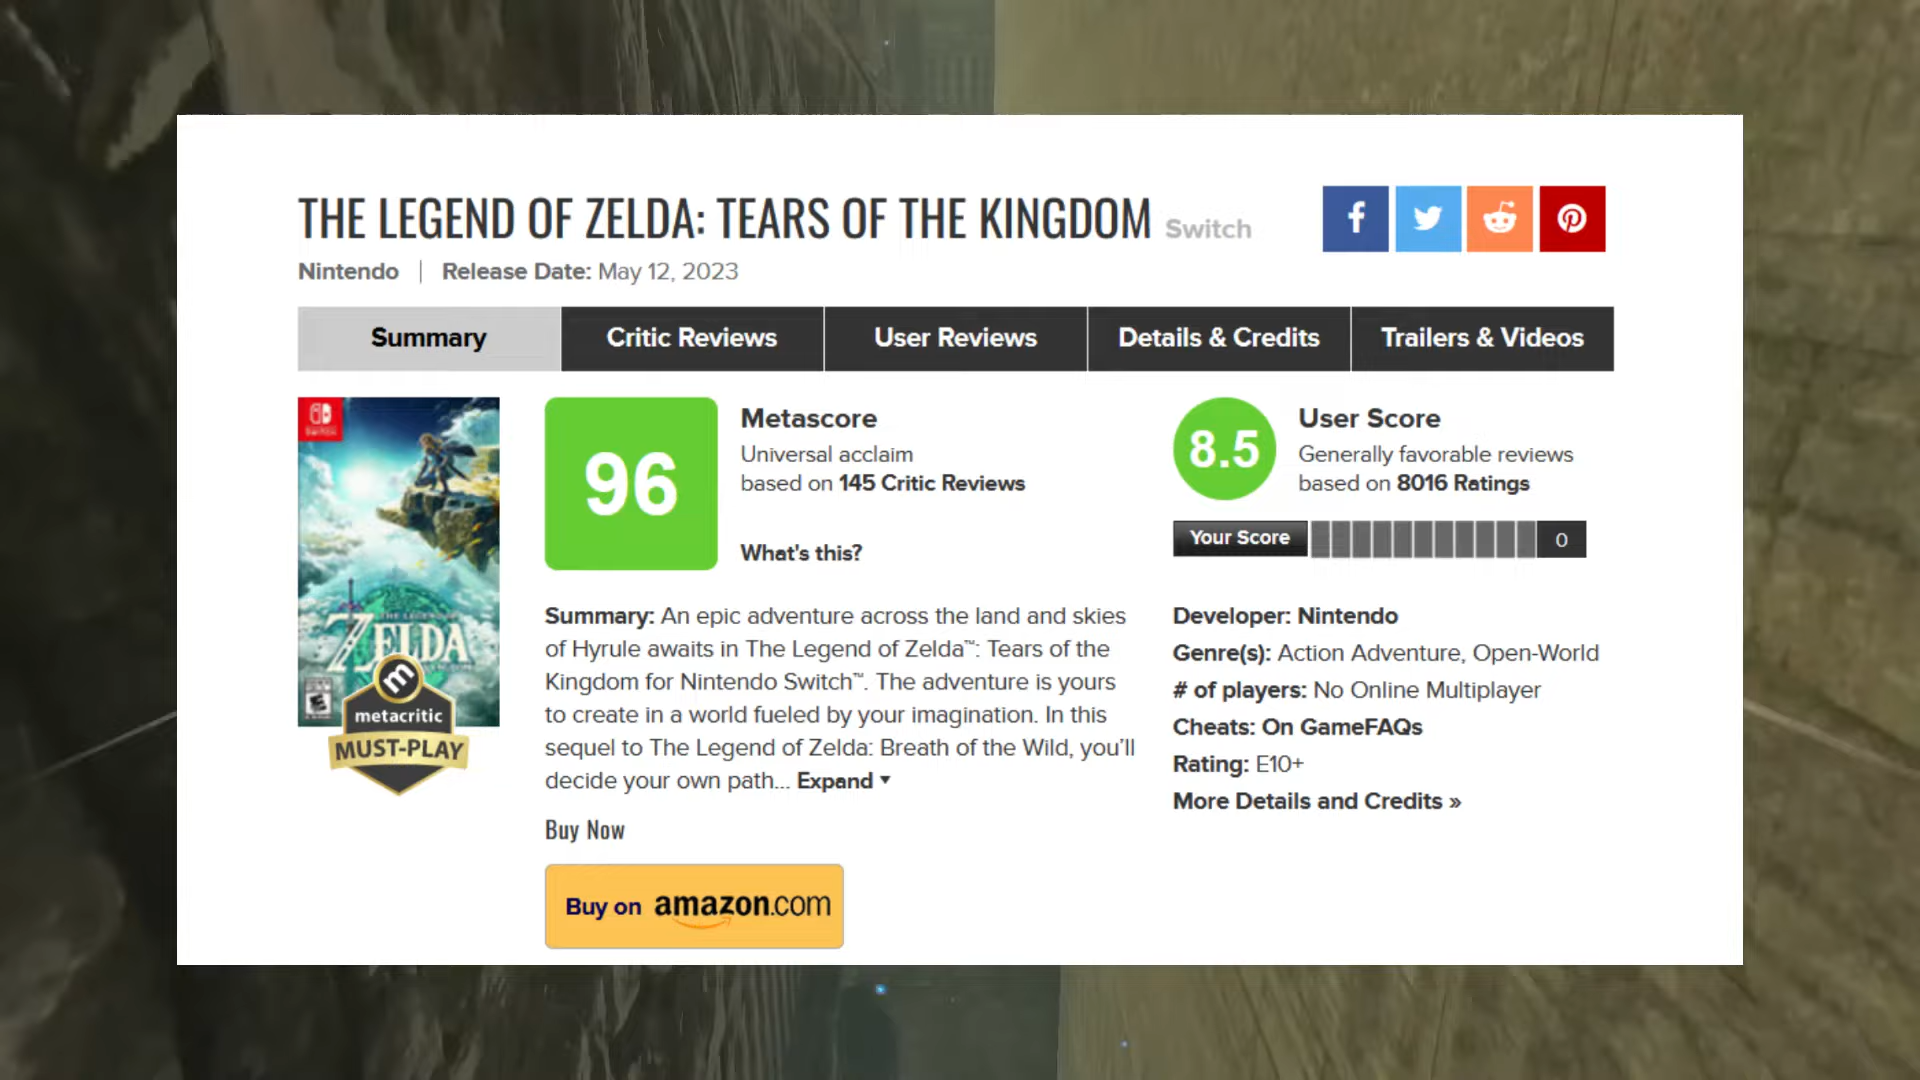 THE LEGEND OF ZELDA: TEARS OF THE KINGDOM Switch
Nintendo | Release Date: May 12, 2023
Summary
Critic Reviews
User Reviews
Details & Credits
Trailers & Videos
ZELDA
metacritic
MUST-PLAY
96
Metascore
Universal acclaim
based on 145 Critic Reviews
What's this?
Summary: An epic adventure across the land and skies
of Hyrule awaits in The Legend of Zelda™: Tears of the
Kingdom for Nintendo Switch™. The adventure is yours
to create in a world fueled by your imagination. In this
sequel to The Legend of Zelda: Breath of the Wild, you’ll
decide your own path... Expand
Buy Now
Buy on amazon.com
8.5
User Score
Generally favorable reviews
based on 8016 Ratings
Your Score
0
Developer: Nintendo
Genre(s): Action Adventure, Open-World
# of players: No Online Multiplayer
Cheats: On GameFAQs
Rating: E10+
More Details and Credits »